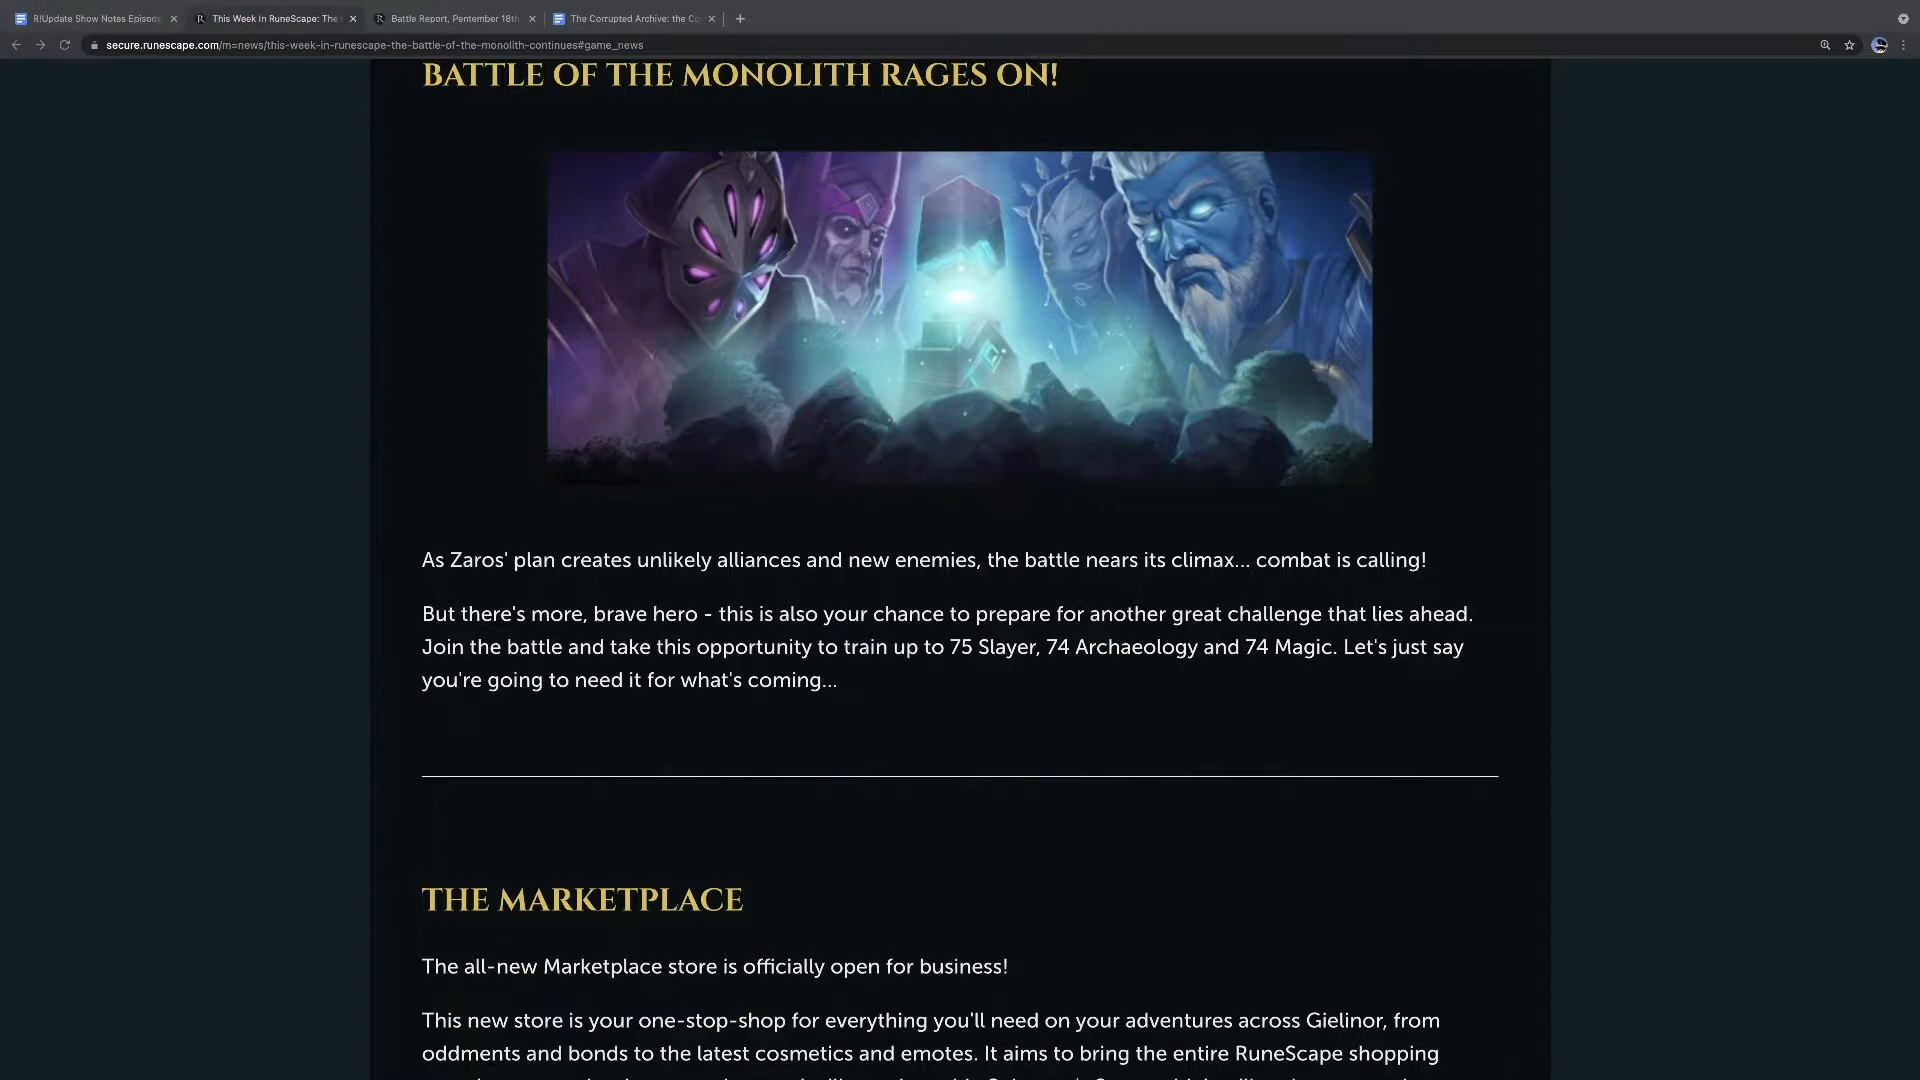 R!Update Show Notes Episode
This Week In RuneScape: The
Battle Report, Pentember 18th
The Corrupted Archive: the Co
secure.runescape.com/m=news/this-week-in-runescape-the-battle-of-the-monolith-continues#game_news
BATTLE OF THE MONOLITH RAGES ON!
As Zaros' plan creates unlikely alliances and new enemies, the battle nears its climax... combat is calling!
But there's more, brave hero - this is also your chance to prepare for another great challenge that lies ahead.
Join the battle and take this opportunity to train up to 75 Slayer, 74 Archaeology and 74 Magic. Let's just say
you're going to need it for what's coming...
THE MARKETPLACE
The all-new Marketplace store is officially open for business!
This new store is your one-stop-shop for everything you'll need on your adventures across Gielinor, from
oddments and bonds to the latest cosmetics and emotes. It aims to bring the entire RuneScape shopping